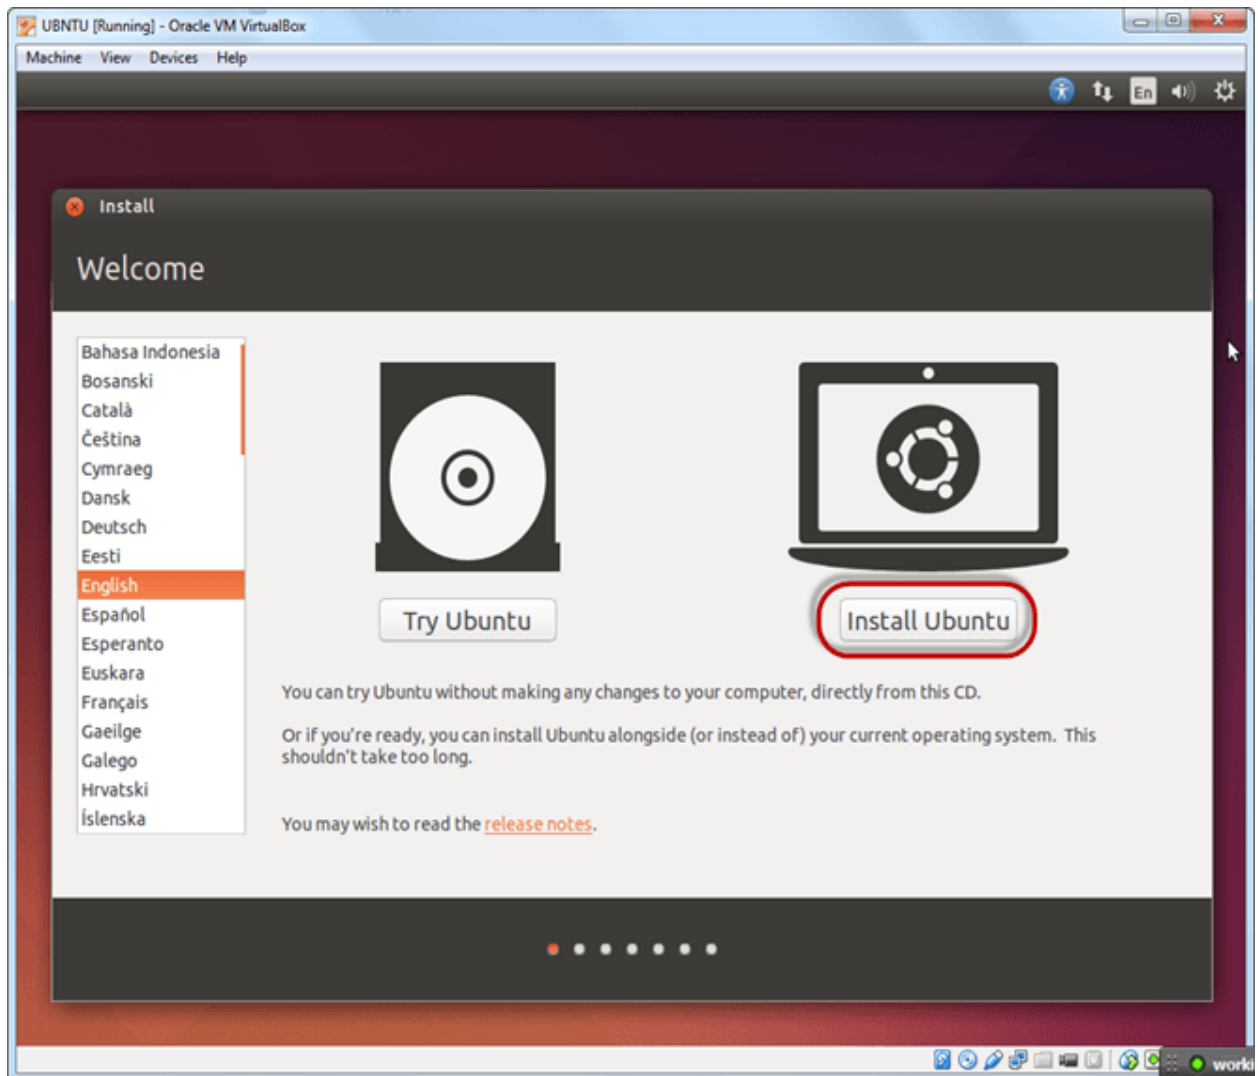 UBNTU [Running] - Oracle VM VirtualBox
Machine View Devices Help
En
Install
Welcome
Bahasa Indonesia
Bosanski
Català
Čeština
Cymraeg
Dansk
Deutsch
Eesti
English
Español
Esperanto
Euskara
Français
Gaeilge
Galego
Hrvatski
Íslenska
Try Ubuntu
Install Ubuntu
You can try Ubuntu without making any changes to your computer, directly from this CD.
Or if you're ready, you can install Ubuntu alongside (or instead of) your current operating system. This
shouldn't take too long.
You may wish to read the release notes.
worki